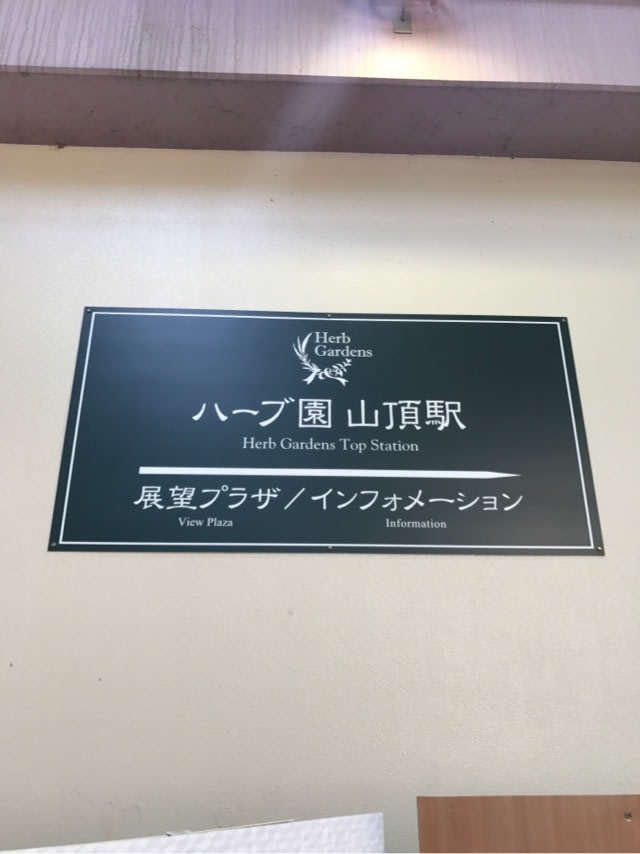 Herb
Gardens
ハーブ園 山頂駅
Herb Gardens Top Station
展望プラザ／インフォメーション
View Plaza Information